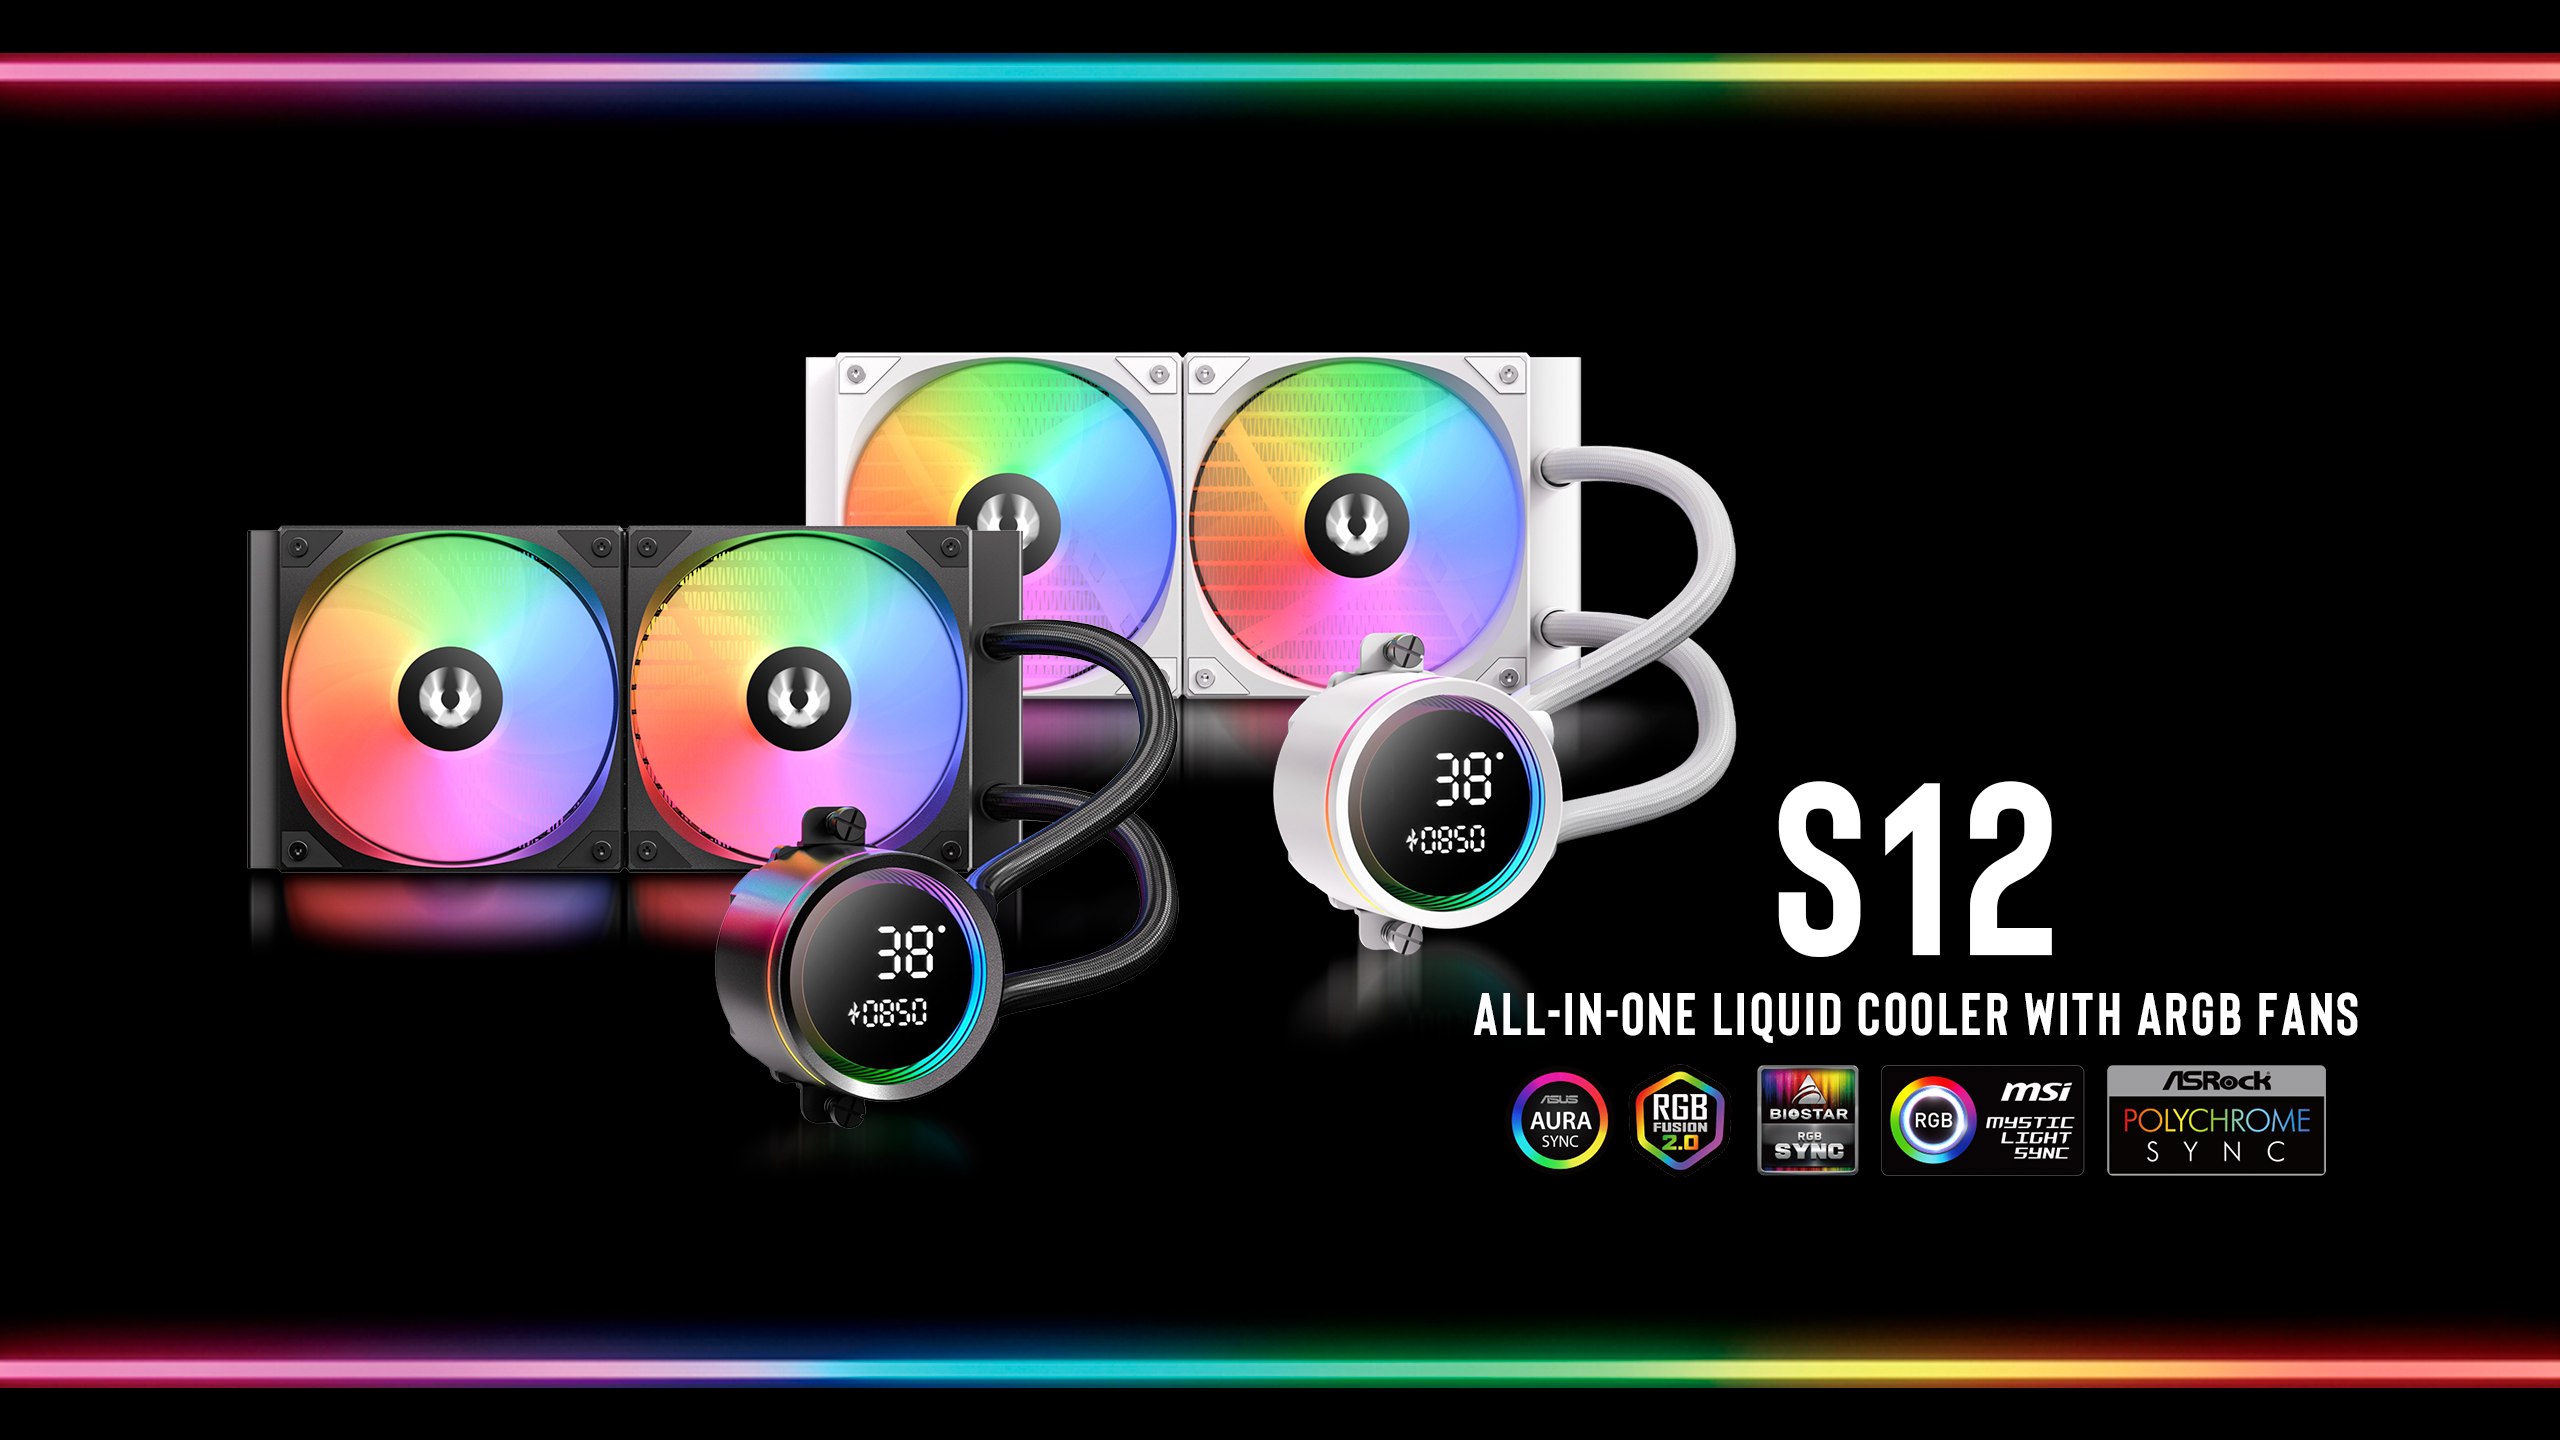 38°
0850
38°
0850
S12
ALL-IN-ONE LIQUID COOLER WITH ARGB FANS
ASUS
AURA
SYNC
RGB
FUSION
2.0
BIOSTAR
RGB
SYNC
RGB
msi
MYSTIC
LIGHT
SYNC
ASRock
POLYCHROME
SYNC